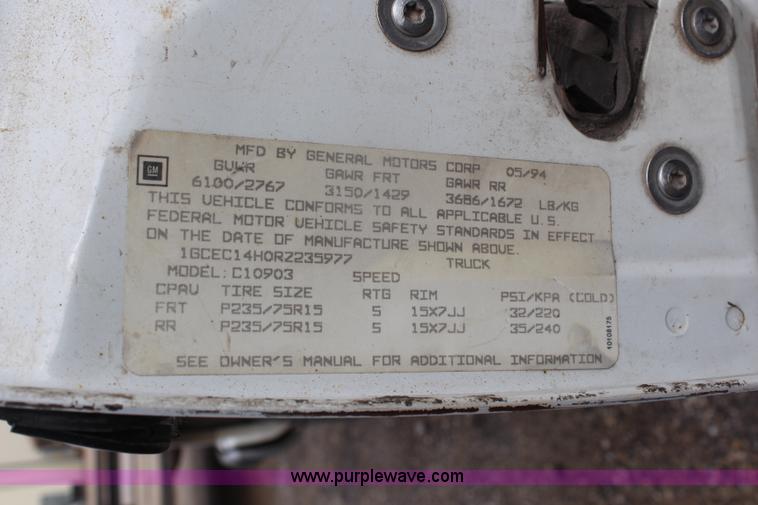 MFD BY GENERAL MOTORS CORP 05/94
GM
GVWR GAWR FRT GAWR RR
6100/2767 3150/1429 3686/1672 LB/KG
THIS VEHICLE CONFORMS TO ALL APPLICABLE U.S.
FEDERAL MOTOR VEHICLE SAFETY STANDARDS IN EFFECT
ON THE DATE OF MANUFACTURE SHOWN ABOVE.
1GCEC14H0RZ235977 TRUCK
MODEL: C10903 SPEED
CPAV TIRE SIZE RTG RIM PSI/KPA (COLD)
FRT P235/75R15 S 15X7JJ 32/220
RR P235/75R15 S 15X7JJ 35/240
SEE OWNER'S MANUAL FOR ADDITIONAL INFORMATION
10108175
www.purplewave.com